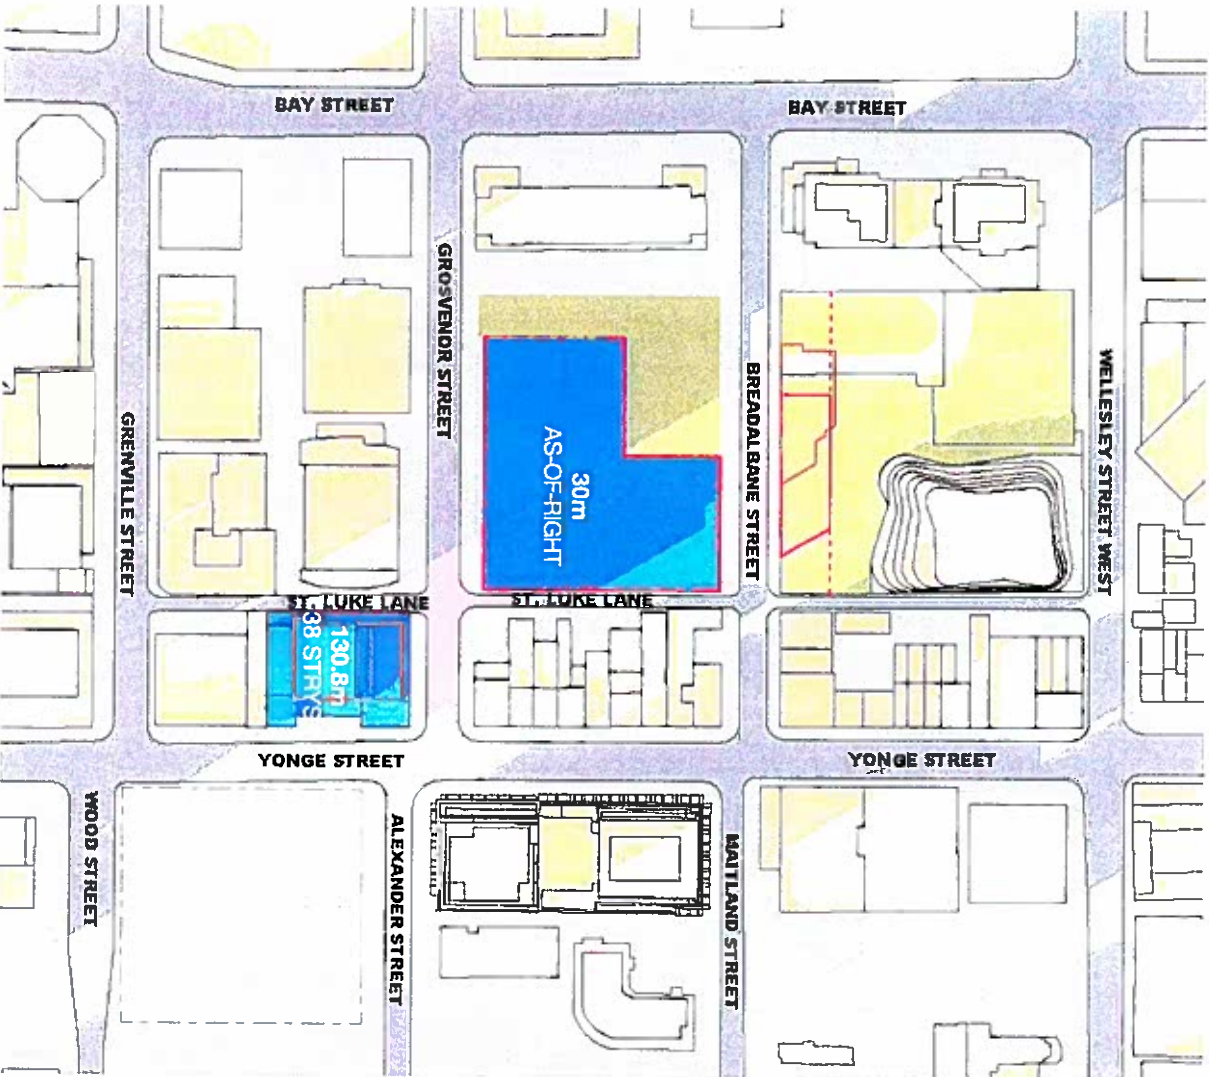 BAY STREET
BAY STREET
GROSVENOR STREET
BREADALBANE STREET
WELLESLEY STREET WEST
GRENVILLE STREET
30m
AS-OF-RIGHT
ST. LUKE LANE
ST. LUKE LANE
130.8m
38 STRYS
YONGE STREET
YONGE STREET
WOOD STREET
ALEXANDER STREET
MAITLAND STREET